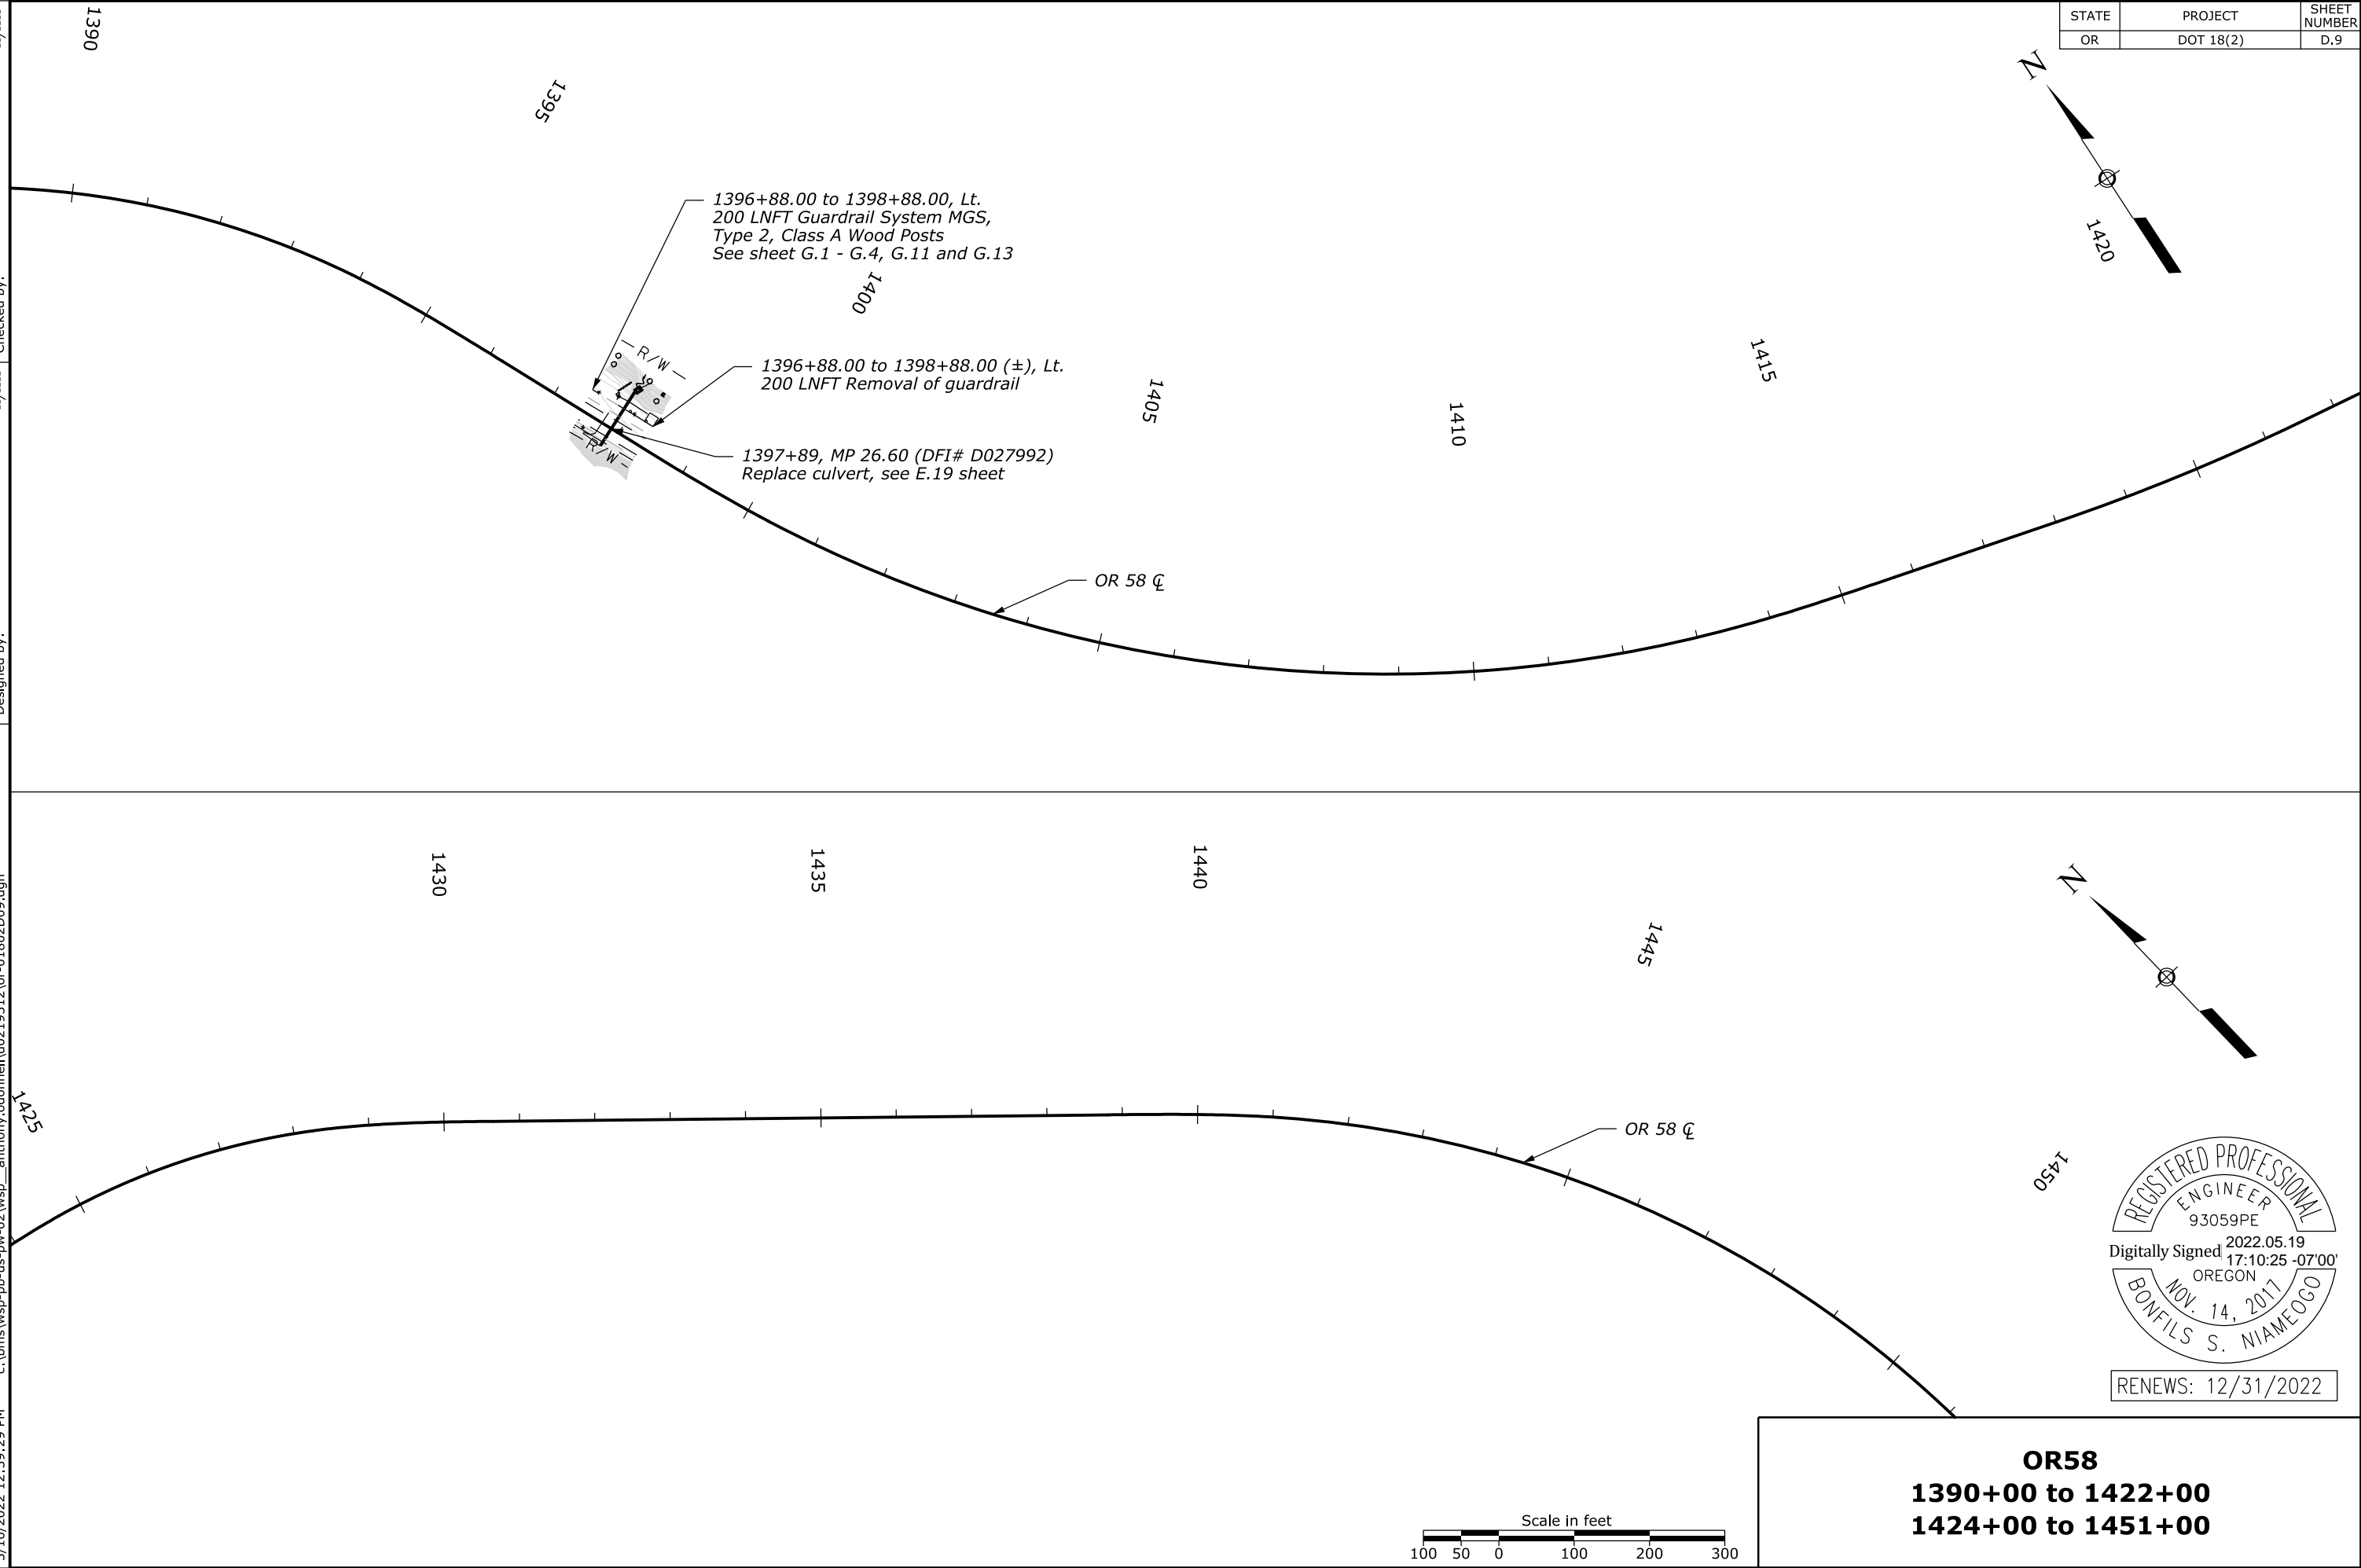 STATE PROJECT SHEET NUMBER
OR DOT 18(2) D.9
1390
1395
1396+88.00 to 1398+88.00, Lt.
200 LNFT Guardrail System MGS,
Type 2, Class A Wood Posts
See sheet G.1 - G.4, G.11 and G.13
1400
1396+88.00 to 1398+88.00 (±), Lt.
200 LNFT Removal of guardrail
R/W
R/W
1397+89, MP 26.60 (DFI# D027992)
Replace culvert, see E.19 sheet
1405
1410
1415
1420
N
OR 58 ℄
1425
1430
1435
1440
1445
1450
N
OR 58 ℄
REGISTERED PROFESSIONAL
ENGINEER
93059PE
Digitally Signed 2022.05.19
17:10:25 -07'00'
OREGON
NOV. 14, 2017
BONFILS S. NIAMEOGO
RENEWS: 12/31/2022
Scale in feet
100 50 0 100 200 300
OR58
1390+00 to 1422+00
1424+00 to 1451+00